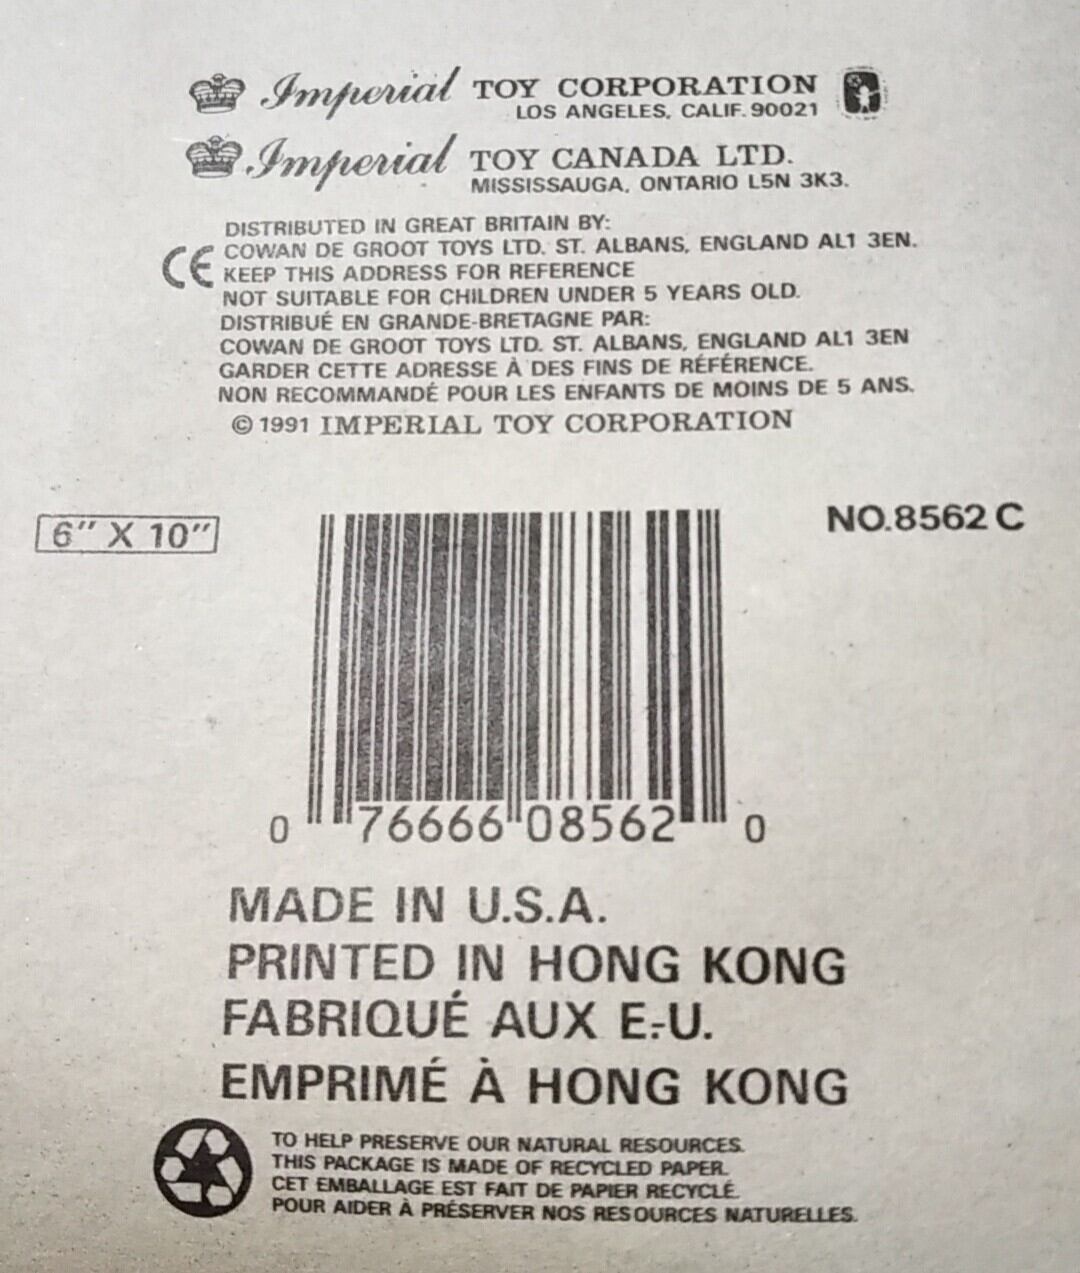 Imperial TOY CORPORATION
LOS ANGELES, CALIF. 90021
Imperial TOY CANADA LTD.
MISSISSAUGA, ONTARIO L5N 3K3.
DISTRIBUTED IN GREAT BRITAIN BY:
CE COWAN DE GROOT TOYS LTD. ST. ALBANS, ENGLAND AL1 3EN.
KEEP THIS ADDRESS FOR REFERENCE
NOT SUITABLE FOR CHILDREN UNDER 5 YEARS OLD.
DISTRIBUÉ EN GRANDE-BRETAGNE PAR:
COWAN DE GROOT TOYS LTD. ST. ALBANS, ENGLAND AL1 3EN
GARDER CETTE ADRESSE À DES FINS DE RÉFÉRENCE.
NON RECOMMANDÉ POUR LES ENFANTS DE MOINS DE 5 ANS.
© 1991 IMPERIAL TOY CORPORATION
6" X 10"
NO.8562 C
0 76666 08562 0
MADE IN U.S.A.
PRINTED IN HONG KONG
FABRIQUÉ AUX E.-U.
EMPRIMÉ À HONG KONG
TO HELP PRESERVE OUR NATURAL RESOURCES.
THIS PACKAGE IS MADE OF RECYCLED PAPER.
CET EMBALLAGE EST FAIT DE PAPIER RECYCLÉ.
POUR AIDER À PRÉSERVER NOS RESOURCES NATURELLES.